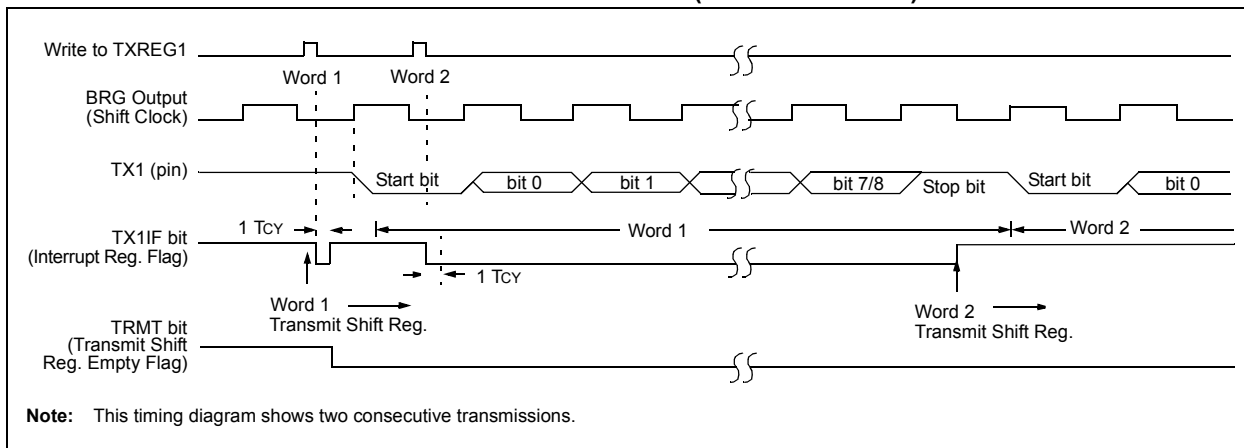 Write to TXREG1
Word 1
Word 2
BRG Output
(Shift Clock)
TX1 (pin)
Start bit
bit 0
bit 1
bit 7/8
Stop bit
Start bit
bit 0
1 TCY
TX1IF bit
(Interrupt Reg. Flag)
Word 1
Word 2
1 TCY
Word 1
Transmit Shift Reg.
Word 2
Transmit Shift Reg.
TRMT bit
(Transmit Shift
Reg. Empty Flag)
Note: This timing diagram shows two consecutive transmissions.